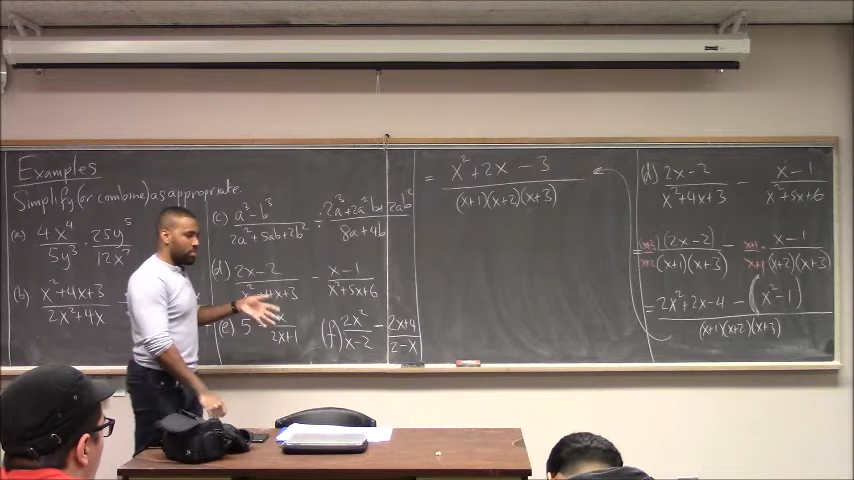 Examples
Simplify (or combine) as appropriate.
(a) 4x⁴/5y³ · 25y⁵/12x⁷
(b) x²+4x+3 / 2x²+4x
(c) a³-b³ / 2a²+5ab+2b² ÷ 2a³+2a²b+2ab² / 8a+4b
(d) 2x-2 / x²+4x+3 - x-1 / x²+5x+6
(e) 5 x / 2x+1
(f) 2x² / x-2 - 2x+4 / 2-x
= x²+2x-3 / (x+1)(x+2)(x+3)
(d) 2x-2 / x²+4x+3 - x-1 / x²+5x+6
= x+2 (2x-2) / x+2 (x+1)(x+3) - x+1 / x+1 · x-1 / (x+2)(x+3)
= 2x²+2x-4 - (x²-1) / (x+1)(x+2)(x+3)